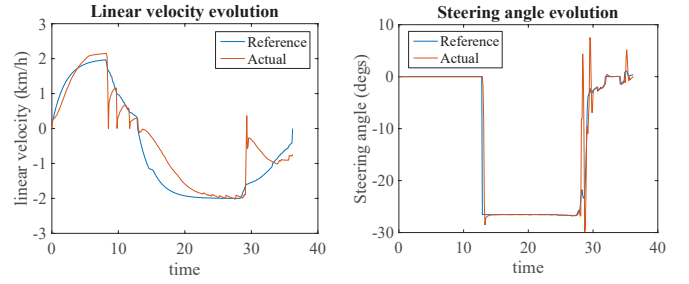 Linear velocity evolution
Reference
Actual
linear velocity (km/h)
3
2
1
0
-1
-2
-3
0
10
20
30
40
time
Steering angle evolution
Reference
Actual
Steering angle (degs)
10
0
-10
-20
-30
0
10
20
30
40
time